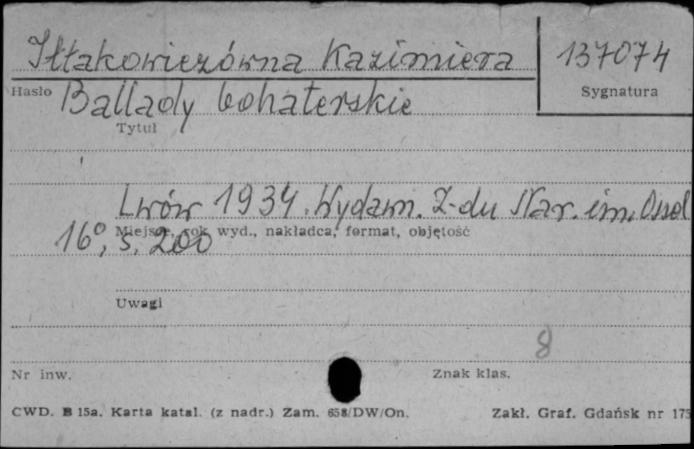 Iłłakowiczówna Kazimiera
137074
Hasło
Sygnatura
Ballady bohaterskie
Tytuł
Lwów 1934. Wydawn. Z-du Nar. im. Ossol
Miejsce, rok wyd., nakładca, format, objętość
16°, s. 200
Uwagi
8
Nr inw.
Znak klas.
CWD. B 15a. Karta katal. (z nadr.) Zam. 658/DW/On.
Zakł. Graf. Gdańsk nr 175